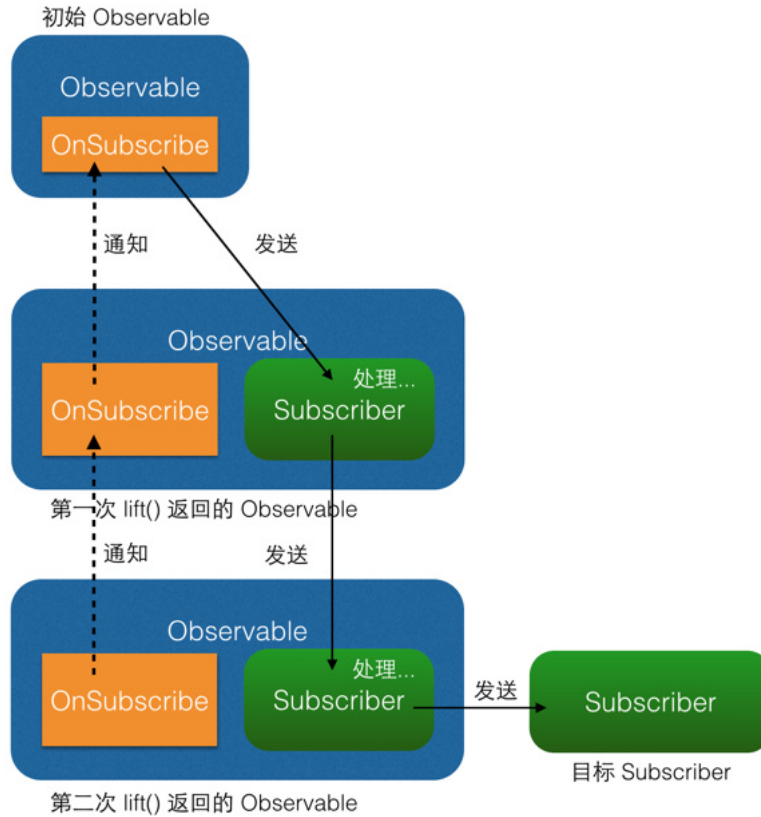 初始 Observable
Observable
OnSubscribe
通知
发送
Observable
OnSubscribe
处理...
Subscriber
第一次 lift() 返回的 Observable
通知
发送
Observable
OnSubscribe
处理...
Subscriber
发送
Subscriber
目标 Subscriber
第二次 lift() 返回的 Observable